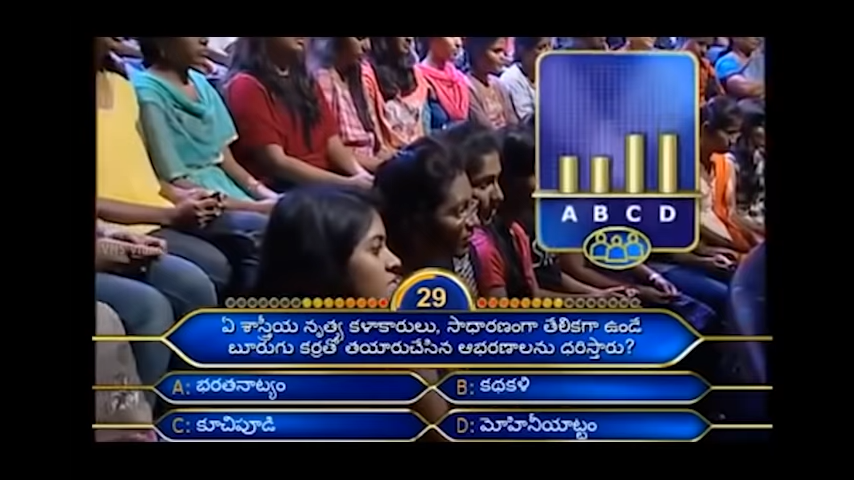 A B C D
29
ఏ శాస్త్రీయ నృత్య కళాకారులు, సాధారణంగా తేలికగా ఉండే
బూరుగు కర్రతో తయారుచేసిన ఆభరణాలను ధరిస్తారు?
A: భరతనాట్యం
B: కథకళి
C: కూచిపూడి
D: మోహినీయాట్టం